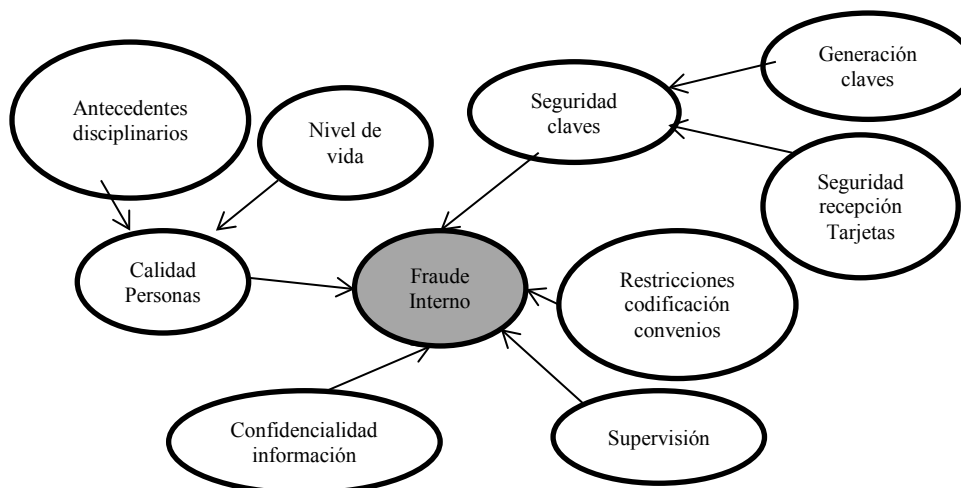 Generación
claves
Antecedentes
disciplinarios
Nivel de
vida
Seguridad
claves
Seguridad
recepción
Tarjetas
Calidad
Personas
Fraude
Interno
Restricciones
codificación
convenios
Confidencialidad
información
Supervisión